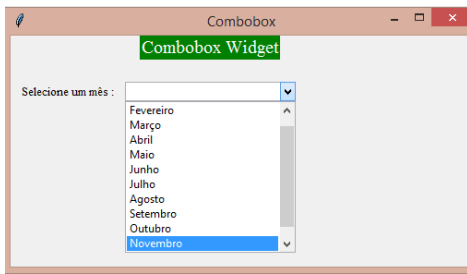 Combobox
Combobox Widget
Selecione um mês :
Fevereiro
Março
Abril
Maio
Junho
Julho
Agosto
Setembro
Outubro
Novembro